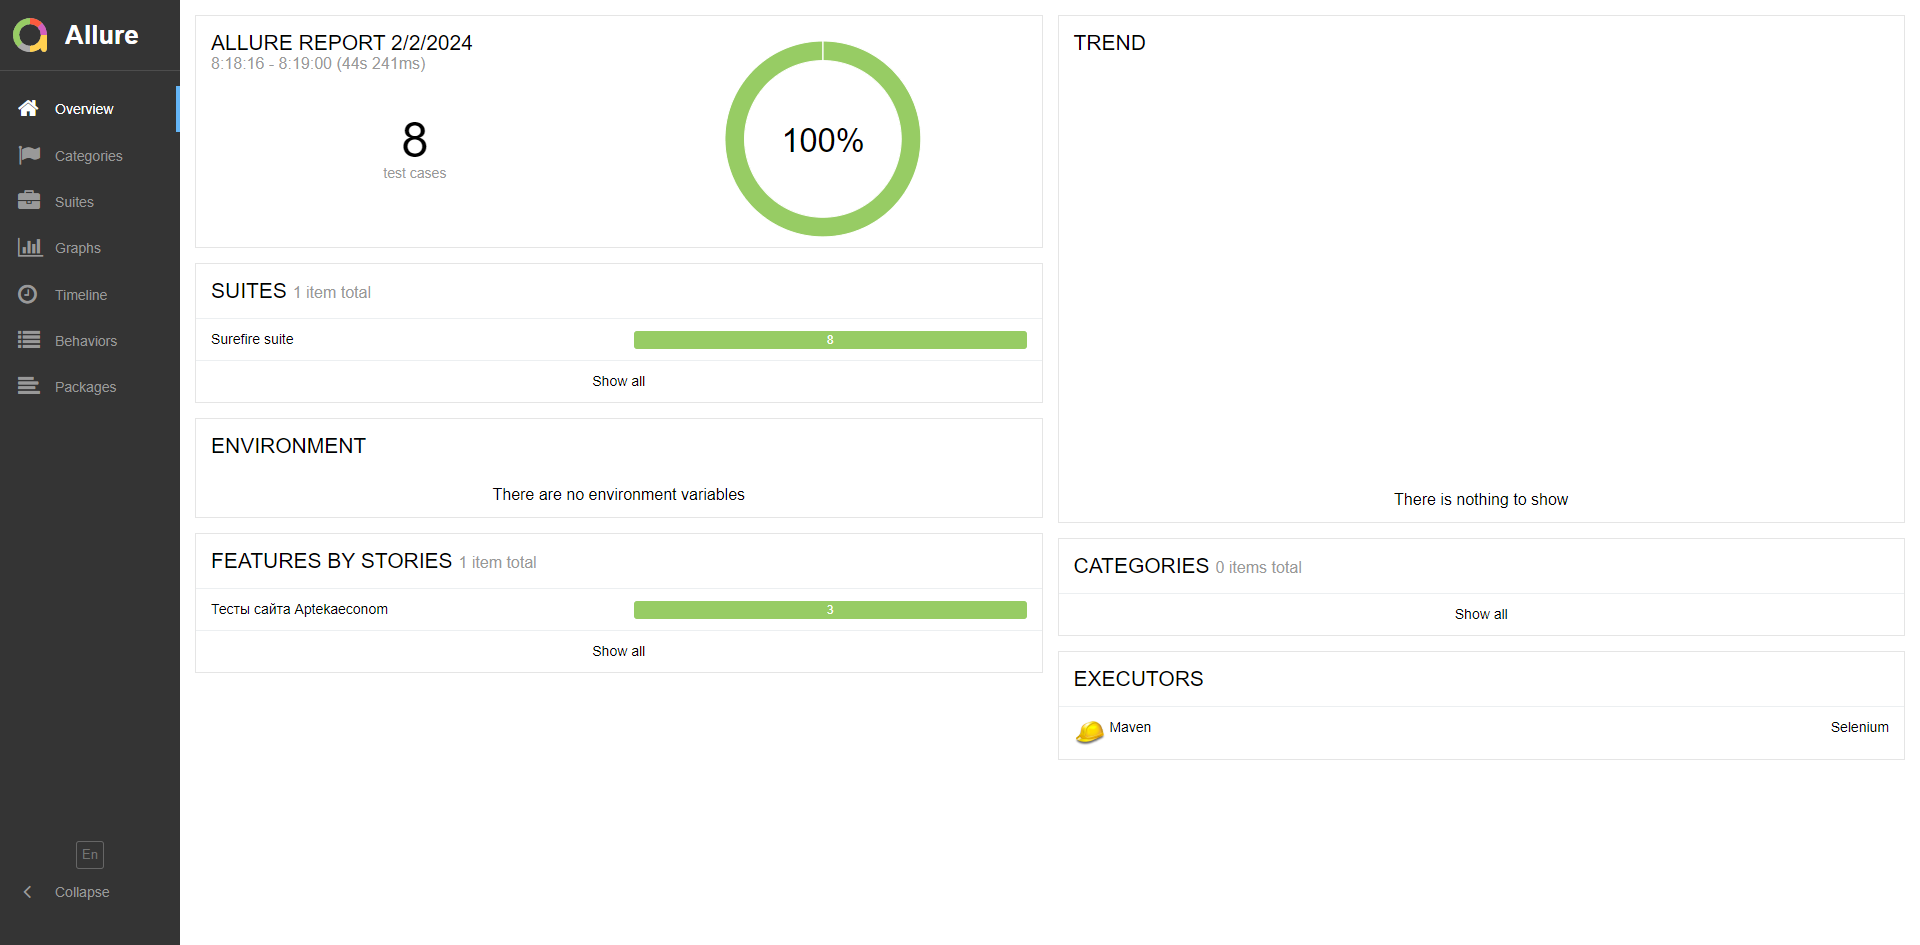 Allure
Overview
Categories
Suites
Graphs
Timeline
Behaviors
Packages
En
Collapse
ALLURE REPORT 2/2/2024
8:18:16 - 8:19:00 (44s 241ms)
8
test cases
100%
SUITES 1 item total
Surefire suite 8
Show all
ENVIRONMENT
There are no environment variables
FEATURES BY STORIES 1 item total
Тесты сайта Aptekaeconom 3
Show all
TREND
There is nothing to show
CATEGORIES 0 items total
Show all
EXECUTORS
Maven Selenium